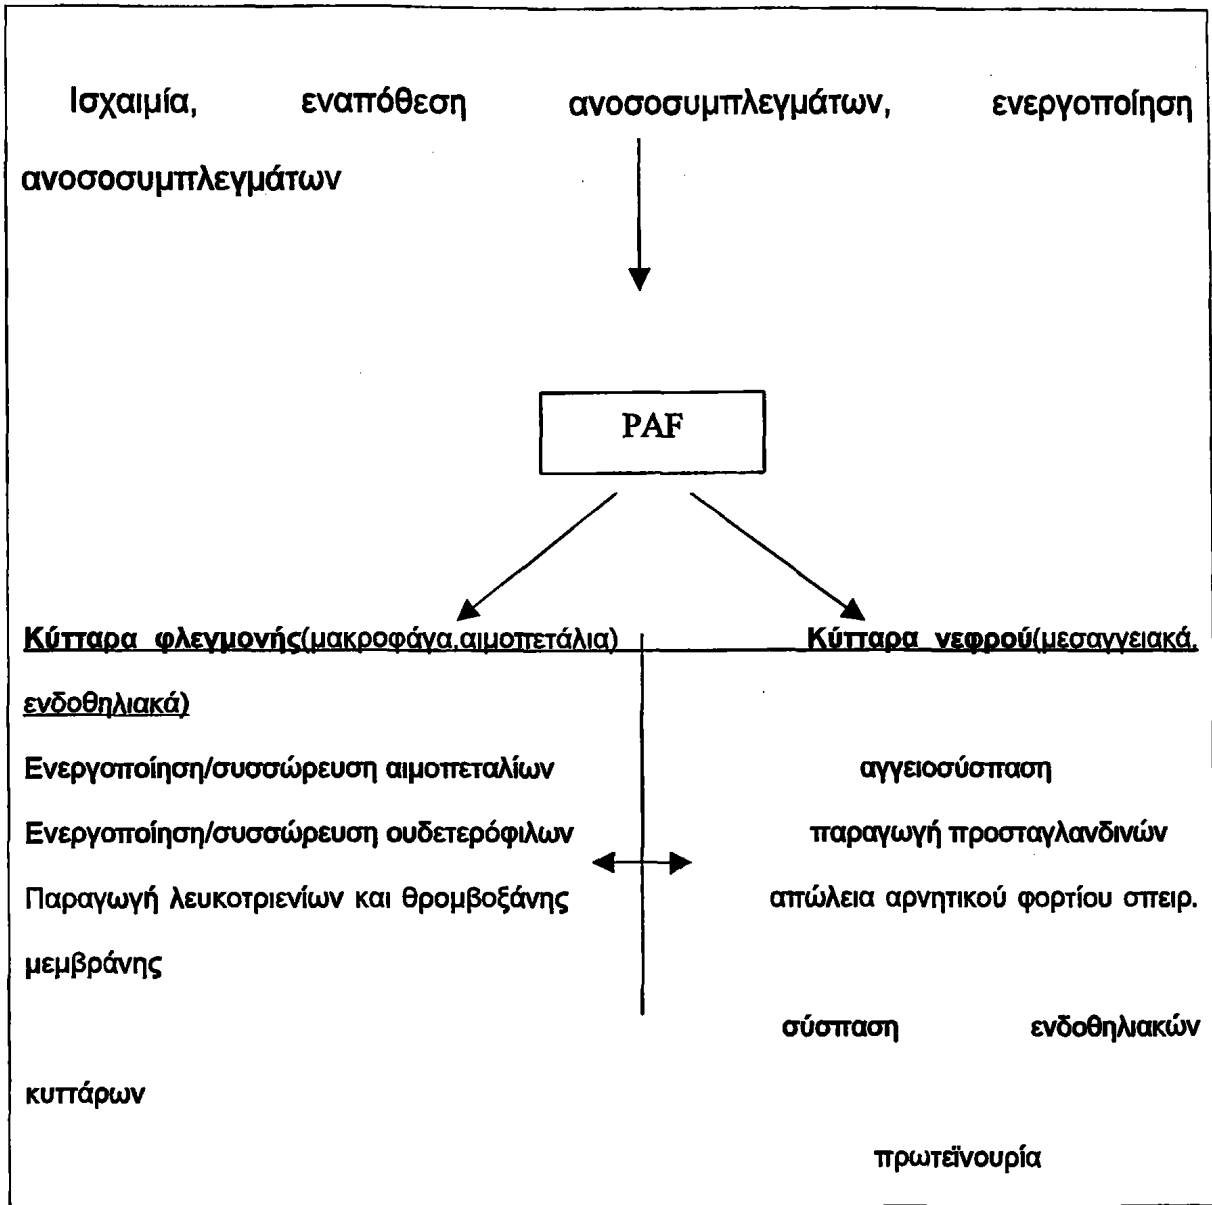 Ισχαιμία, εναπόθεση ανοσοσυμπλεγμάτων, ενεργοποίηση
ανοσοσυμπλεγμάτων
PAF
Κύτταρα φλεγμονής(μακροφάγα,αιμοπετάλια) Κύτταρα νεφρού(μεσαγγειακά,
ενδοθηλιακά)
Ενεργοποίηση/συσσώρευση αιμοπεταλίων αγγειοσύσπαση
Ενεργοποίηση/συσσώρευση ουδετερόφιλων παραγωγή προσταγλανδινών
Παραγωγή λευκοτριενίων και θρομβοξάνης απώλεια αρνητικού φορτίου σπειρ.
μεμβράνης
σύσπαση ενδοθηλιακών
κυττάρων
πρωτεϊνουρία